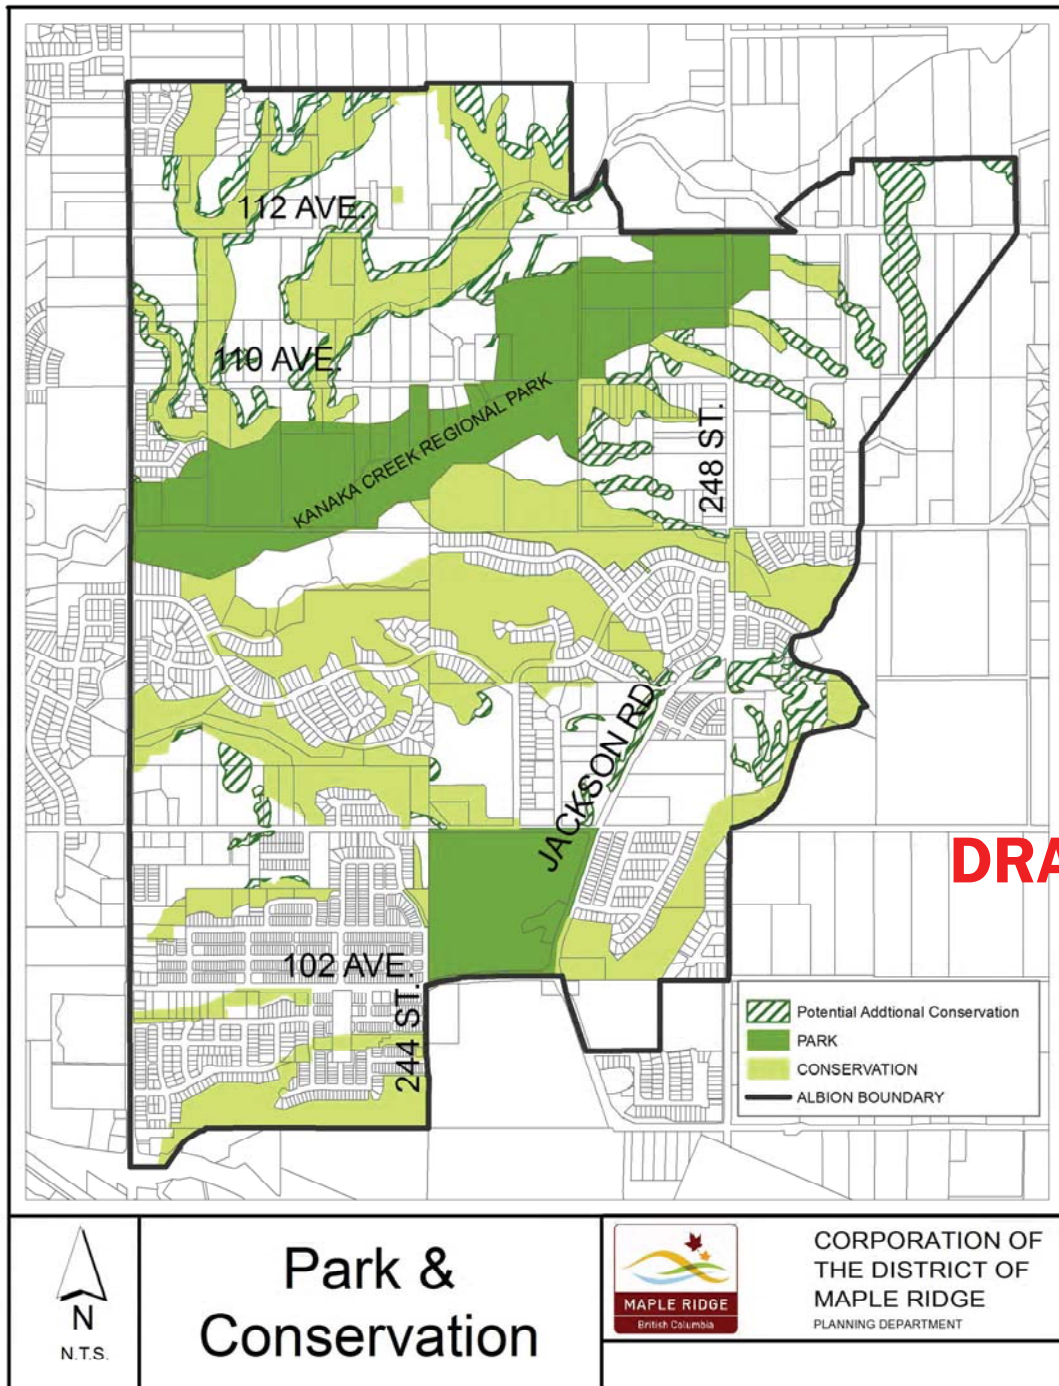 112 AVE.
110 AVE.
KANAKA CREEK REGIONAL PARK
248 ST.
JACKSON RD
DRA
102 AVE.
244 ST.
Potential Addtional Conservation
PARK
CONSERVATION
ALBION BOUNDARY
N
N.T.S.
Park &
Conservation
MAPLE RIDGE
British Columbia
CORPORATION OF
THE DISTRICT OF
MAPLE RIDGE
PLANNING DEPARTMENT